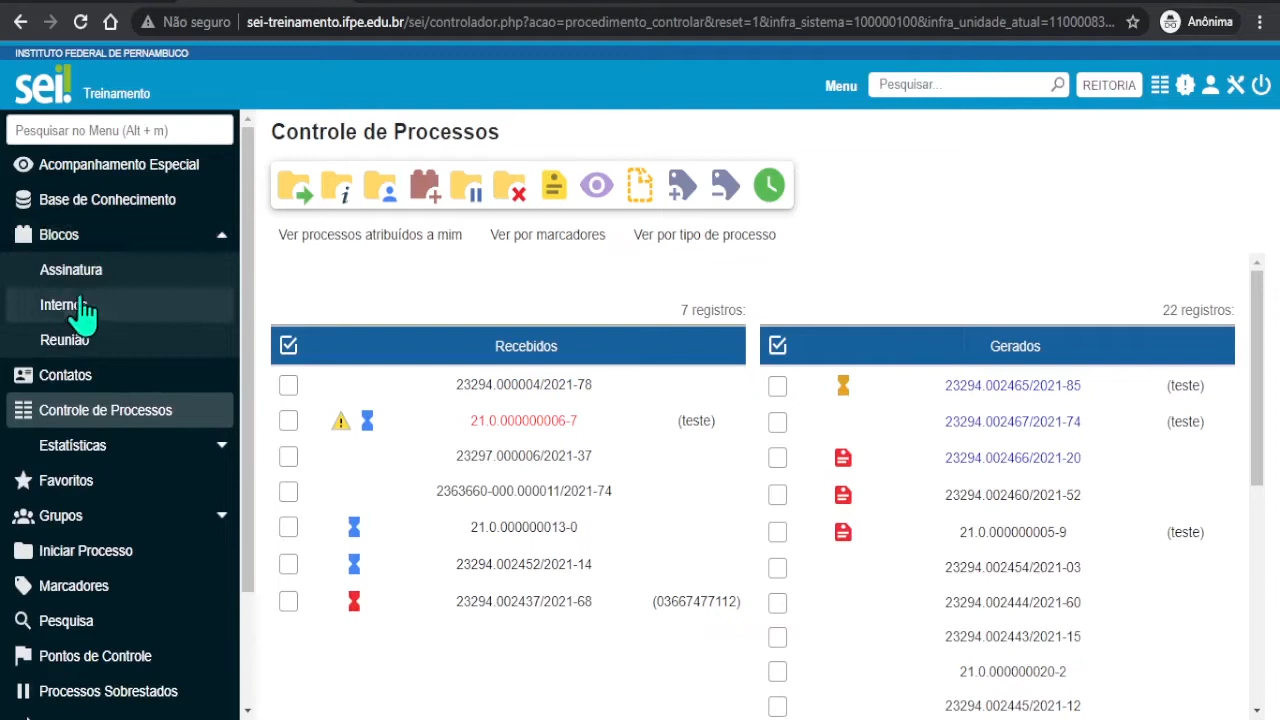 Não seguro
sei-treinamento.ifpe.edu.br/sei/controlador.php?acao=procedimento_controlar&reset=1&infra_sistema=100000100&infra_unidade_atual=11000083...
Anônima
INSTITUTO FEDERAL DE PERNAMBUCO
sei!
Treinamento
Menu
Pesquisar...
REITORIA
Pesquisar no Menu (Alt + m)
Acompanhamento Especial
Base de Conhecimento
Blocos
Assinatura
Internos
Reunião
Contatos
Controle de Processos
Estatísticas
Favoritos
Grupos
Iniciar Processo
Marcadores
Pesquisa
Pontos de Controle
Processos Sobrestados
Controle de Processos
Ver processos atribuídos a mim
Ver por marcadores
Ver por tipo de processo
7 registros:
Recebidos
23294.000004/2021-78
21.0.000000006-7 (teste)
23297.000006/2021-37
2363660-000.000011/2021-74
21.0.000000013-0
23294.002452/2021-14
23294.002437/2021-68 (03667477112)
22 registros:
Gerados
23294.002465/2021-85 (teste)
23294.002467/2021-74 (teste)
23294.002466/2021-20
23294.002460/2021-52
21.0.000000005-9 (teste)
23294.002454/2021-03
23294.002444/2021-60
23294.002443/2021-15
21.0.000000020-2
23294.002445/2021-12